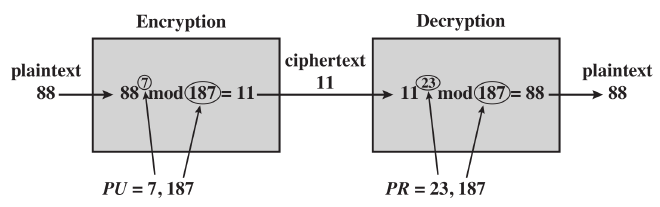 Encryption
Decryption
plaintext
88
88^7 mod 187 = 11
ciphertext
11
11^23 mod 187 = 88
plaintext
88
PU = 7, 187
PR = 23, 187